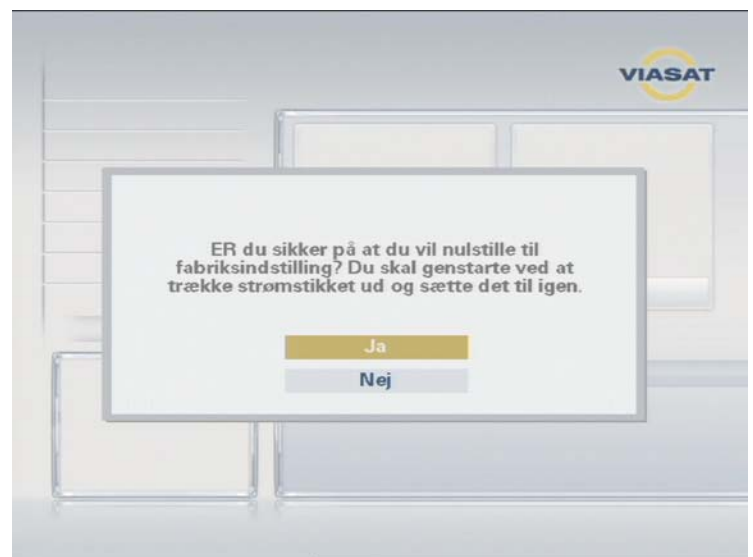 VIASAT
ER du sikker på at du vil nulstille til
fabriksindstilling? Du skal genstarte ved at
trække strømstikket ud og sætte det til igen.
Ja
Nej